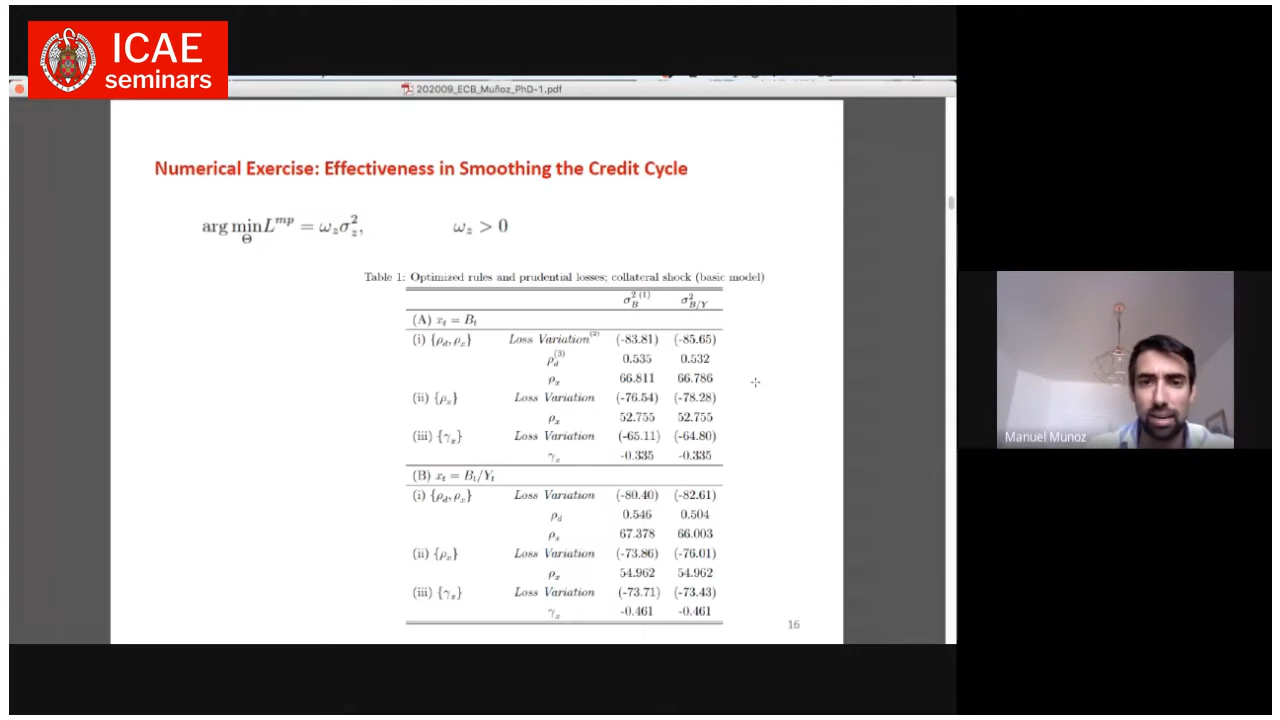 ICAE
seminars
202009_ECB_Muñoz_PhD-1.pdf
Numerical Exercise: Effectiveness in Smoothing the Credit Cycle
arg min L^{mp} = ω_z σ_z^2, ω_z > 0
Θ
Table 1: Optimized rules and prudential losses; collateral shock (basic model)
σ_B^{2 (1)} σ_{B/Y}^2
(A) x_t = B_t
(i) {ρ_d, ρ_x} Loss Variation^{(2)} (-83.81) (-85.65)
ρ_d^{(3)} 0.535 0.532
ρ_x 66.811 66.786
(ii) {ρ_x} Loss Variation (-76.54) (-78.28)
ρ_x 52.755 52.755
(iii) {γ_x} Loss Variation (-65.11) (-64.80)
γ_x -0.335 -0.335
(B) x_t = B_t/Y_t
(i) {ρ_d, ρ_x} Loss Variation (-80.40) (-82.61)
ρ_d 0.546 0.504
ρ_x 67.378 66.003
(ii) {ρ_x} Loss Variation (-73.86) (-76.01)
ρ_x 54.962 54.962
(iii) {γ_x} Loss Variation (-73.71) (-73.43)
γ_x -0.461 -0.461
16
Manuel Munoz